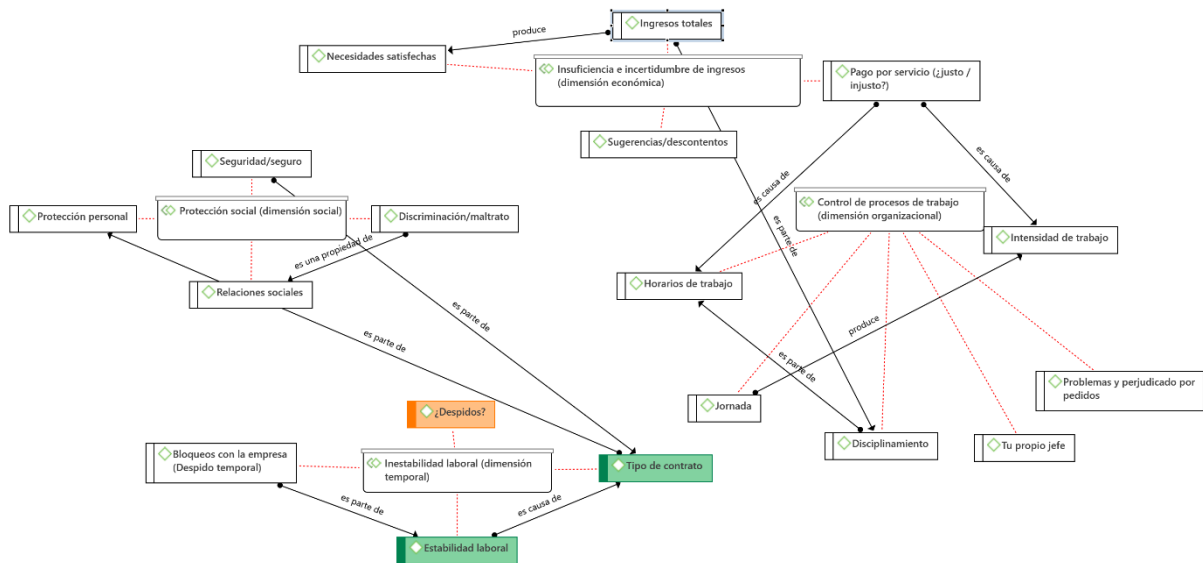 Ingresos totales
produce
Necesidades satisfechas
Insuficiencia e incertidumbre de ingresos
(dimensión económica)
Pago por servicio (¿justo /
injusto?)
Sugerencias/descontentos
es causa de
es causa de
Seguridad/seguro
Protección personal
Protección social (dimensión social)
Discriminación/maltrato
Control de procesos de trabajo
(dimensión organizacional)
es parte de
Intensidad de trabajo
es una propiedad de
Relaciones sociales
Horarios de trabajo
es parte de
es parte de
produce
es parte de
Problemas y perjudicado por
pedidos
Jornada
¿Despidos?
Disciplinamiento
Tu propio jefe
Bloqueos con la empresa
(Despido temporal)
Inestabilidad laboral (dimensión
temporal)
Tipo de contrato
es parte de
es causa de
Estabilidad laboral